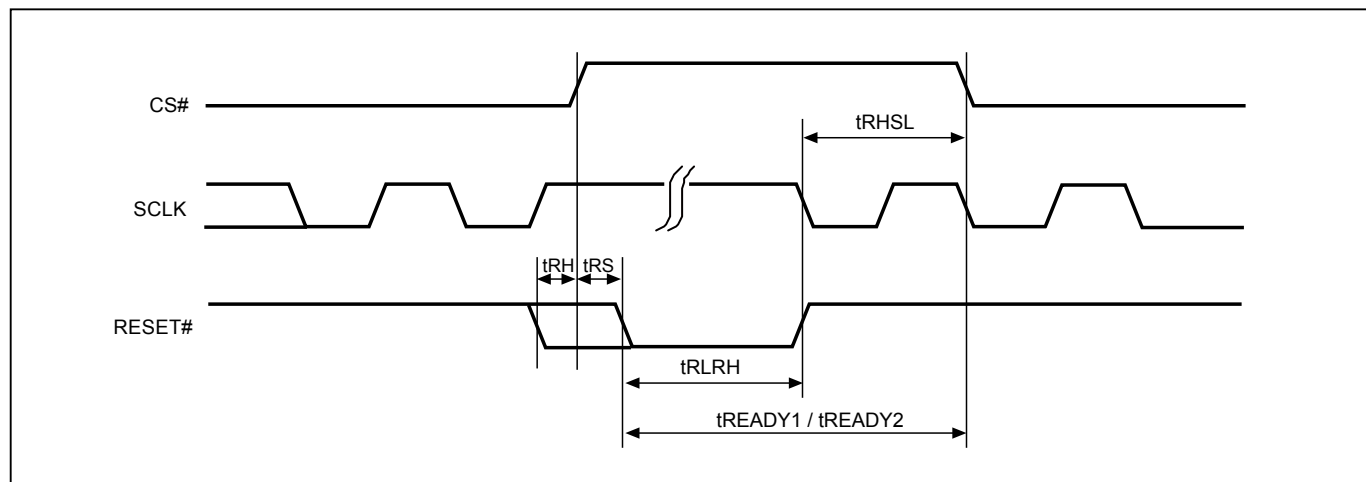 CS#
tRHSL
SCLK
tRH tRS
RESET#
tRLRH
tREADY1 / tREADY2